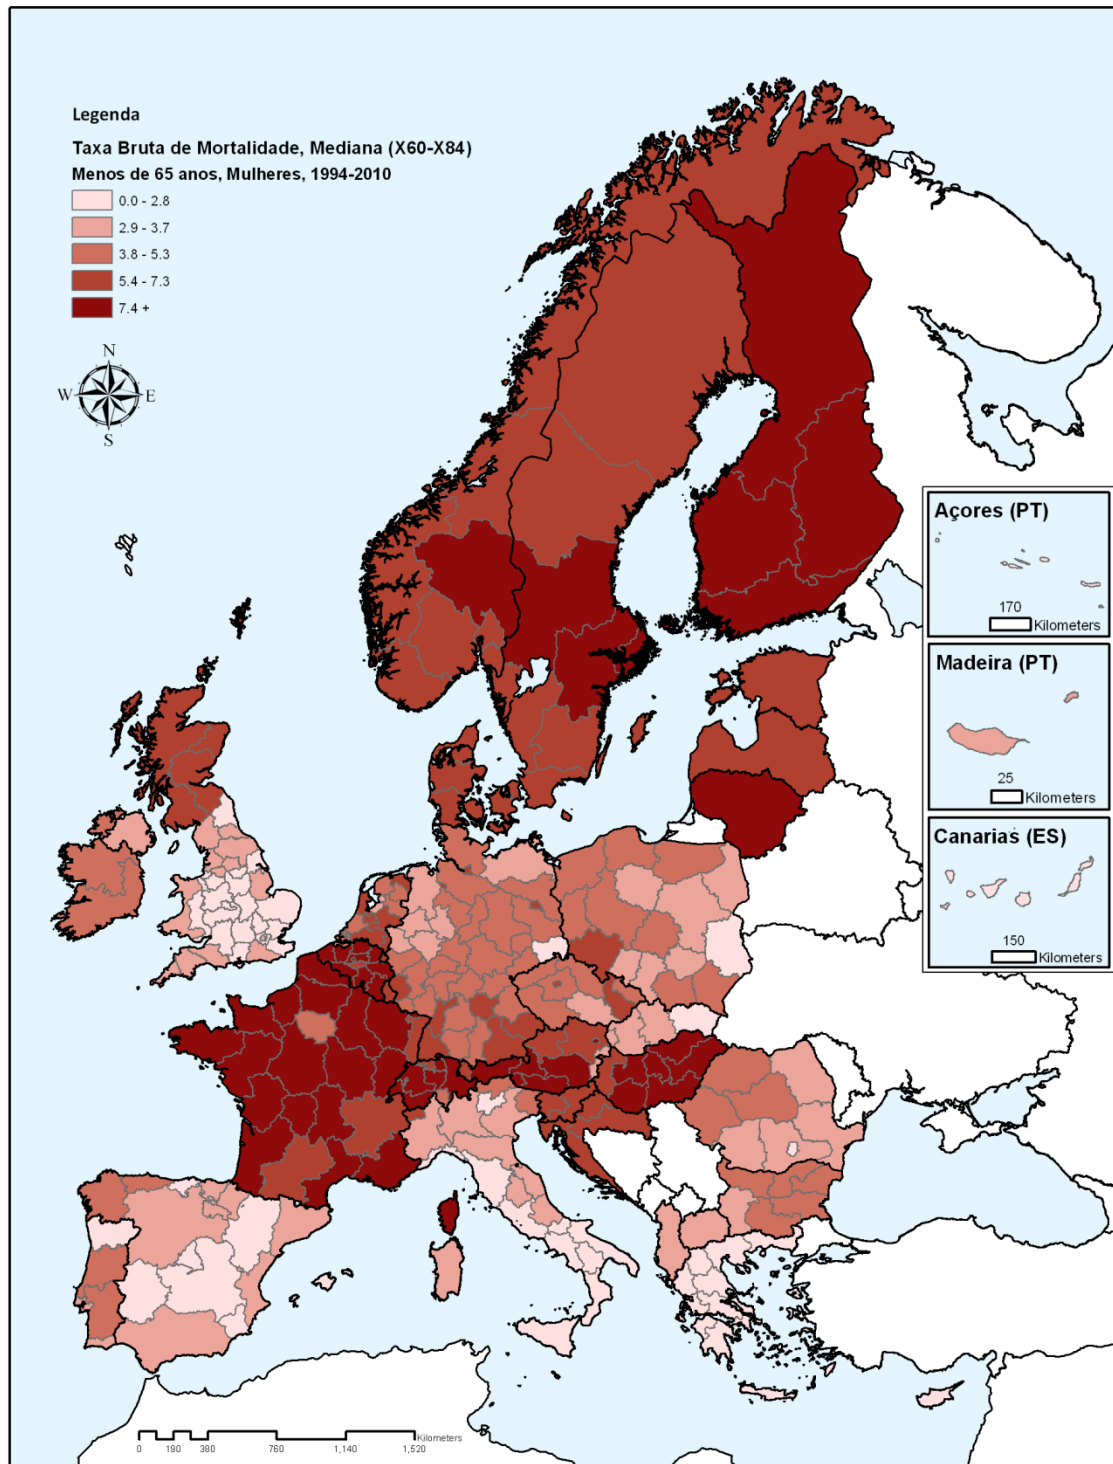 Legenda
Taxa Bruta de Mortalidade, Mediana (X60-X84)
Menos de 65 anos, Mulheres, 1994-2010
0.0 - 2.8
2.9 - 3.7
3.8 - 5.3
5.4 - 7.3
7.4 +
N
W E
S
Açores (PT)
170
Kilometers
Madeira (PT)
25
Kilometers
Canarias (ES)
150
Kilometers
Kilometers
0 190 380 760 1,140 1,520